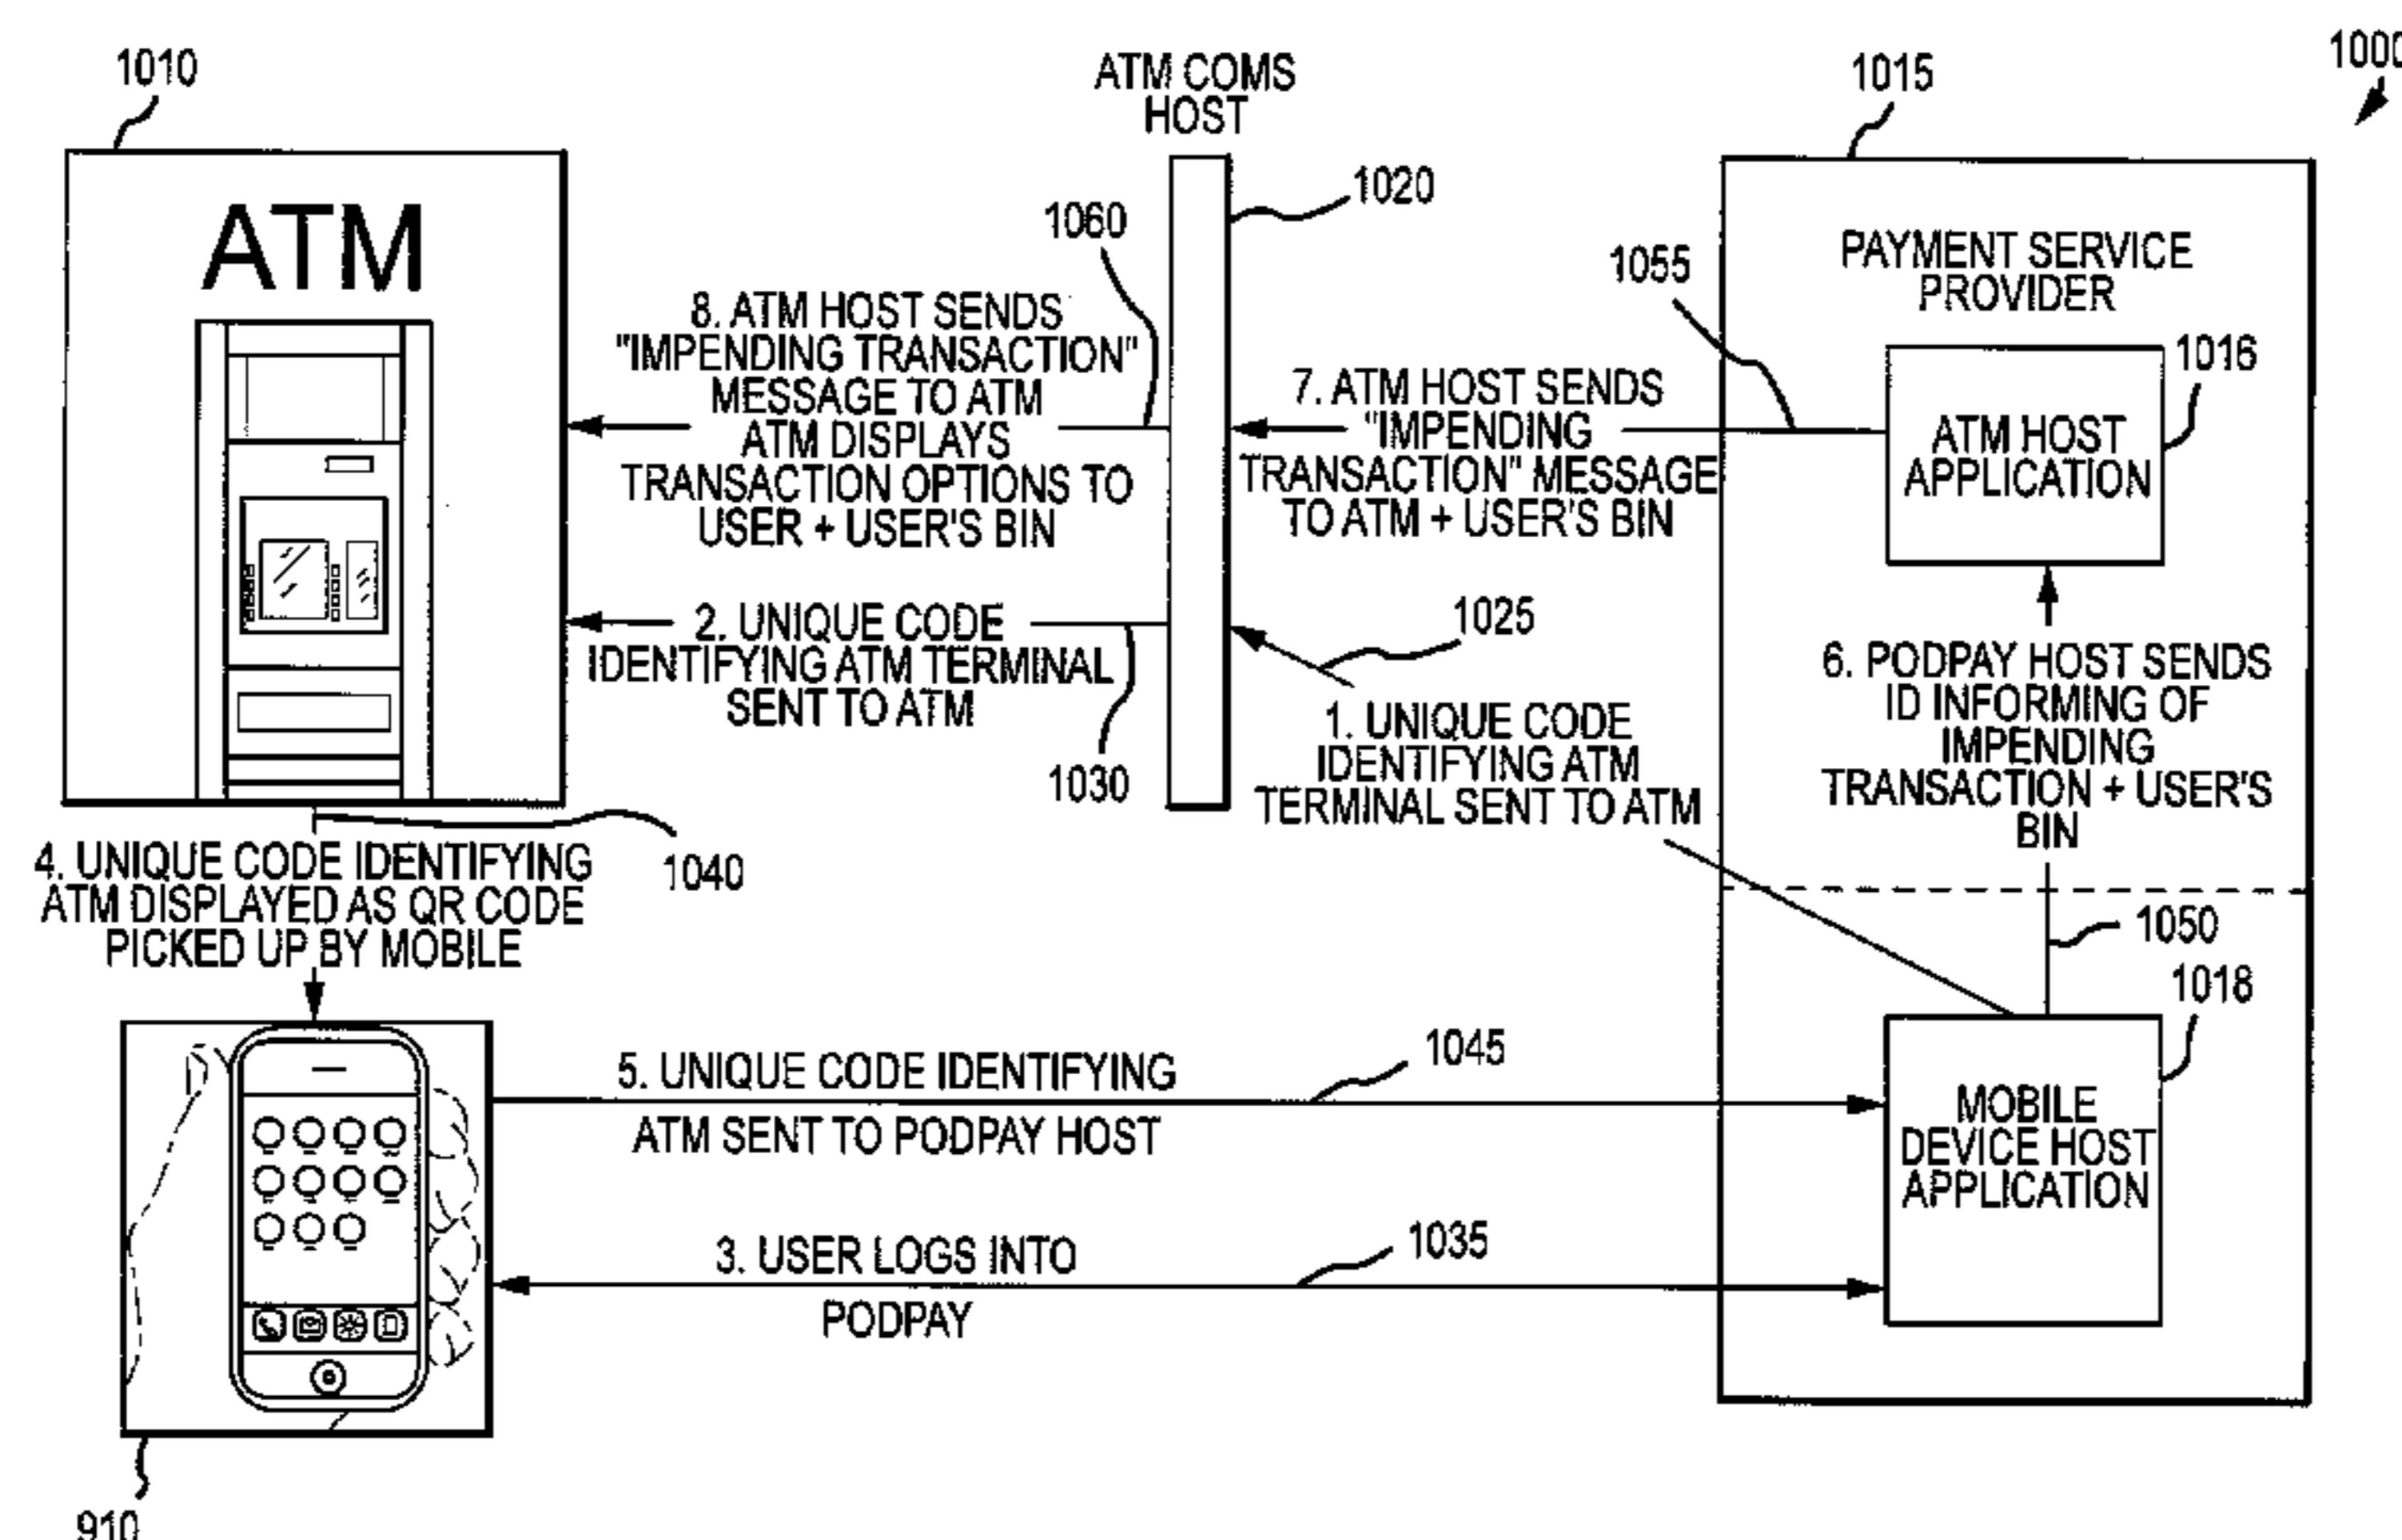 1000
1010
ATM COMS
HOST
1015
1020
ATM
1060
8. ATM HOST SENDS
"IMPENDING TRANSACTION"
MESSAGE TO ATM
ATM DISPLAYS
TRANSACTION OPTIONS TO
USER + USER'S BIN
1055
7. ATM HOST SENDS
"IMPENDING
TRANSACTION" MESSAGE
TO ATM + USER'S BIN
PAYMENT SERVICE
PROVIDER
1016
ATM HOST
APPLICATION
2. UNIQUE CODE
IDENTIFYING ATM TERMINAL
SENT TO ATM
1030
1025
1. UNIQUE CODE
IDENTIFYING ATM
TERMINAL SENT TO ATM
6. PODPAY HOST SENDS
ID INFORMING OF
IMPENDING
TRANSACTION + USER'S
BIN
1040
4. UNIQUE CODE IDENTIFYING
ATM DISPLAYED AS QR CODE
PICKED UP BY MOBILE
1050
1018
5. UNIQUE CODE IDENTIFYING
ATM SENT TO PODPAY HOST
1045
MOBILE
DEVICE HOST
APPLICATION
3. USER LOGS INTO
PODPAY
1035
910